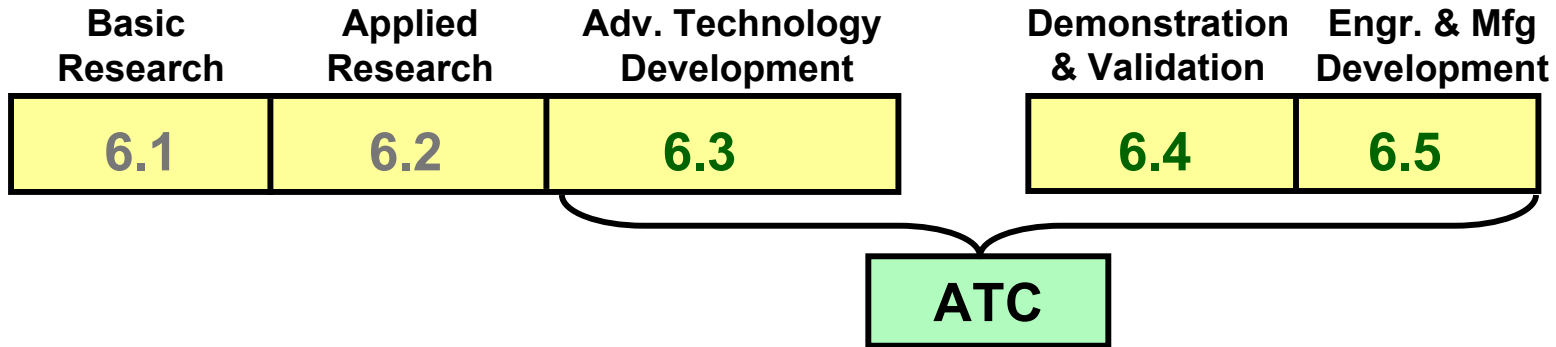 Basic
Research
Applied
Research
Adv. Technology
Development
Demonstration
& Validation
Engr. & Mfg
Development
6.1
6.2
6.3
6.4
6.5
ATC